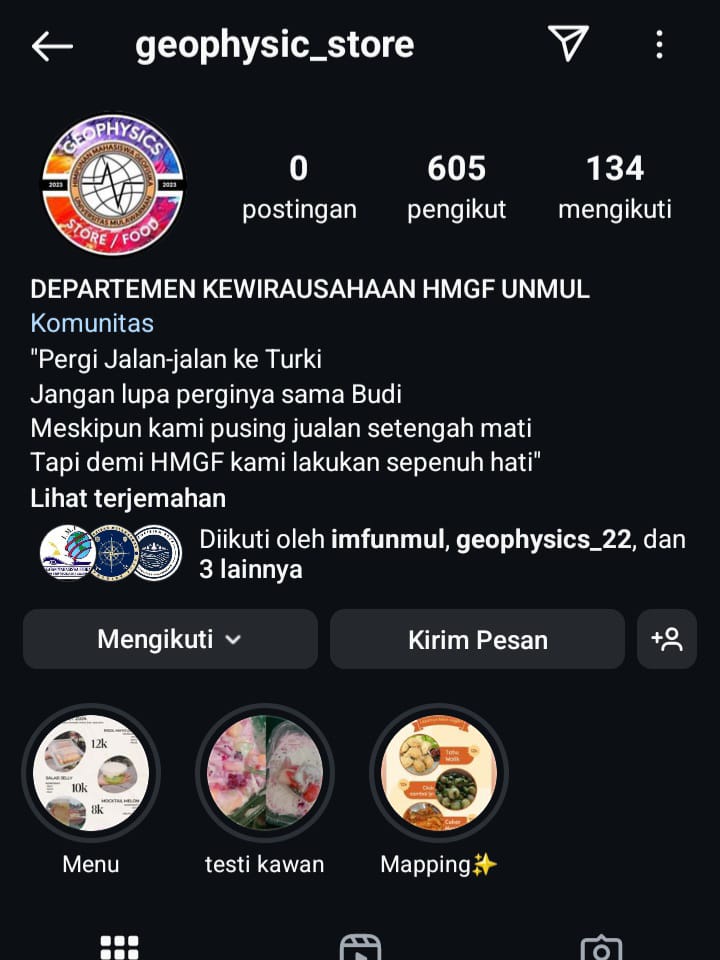 geophysic_store
GEOPHYSICS
HIMPUNAN MAHASISWA GEOFISIKA
2023
2023
UNIVERSITAS MULAWARMAN
STORE / FOOD
0
postingan
605
pengikut
134
mengikuti
DEPARTEMEN KEWIRAUSAHAAN HMGF UNMUL
Komunitas
"Pergi Jalan-jalan ke Turki
Jangan lupa perginya sama Budi
Meskipun kami pusing jualan setengah mati
Tapi demi HMGF kami lakukan sepenuh hati"
Lihat terjemahan
Diikuti oleh imfunmul, geophysics_22, dan
3 lainnya
Mengikuti
Kirim Pesan
12k
SALAD JELLY
10k
MOCKTAIL MELON
8k
Tahu
Walik
Menu
testi kawan
Mapping✨